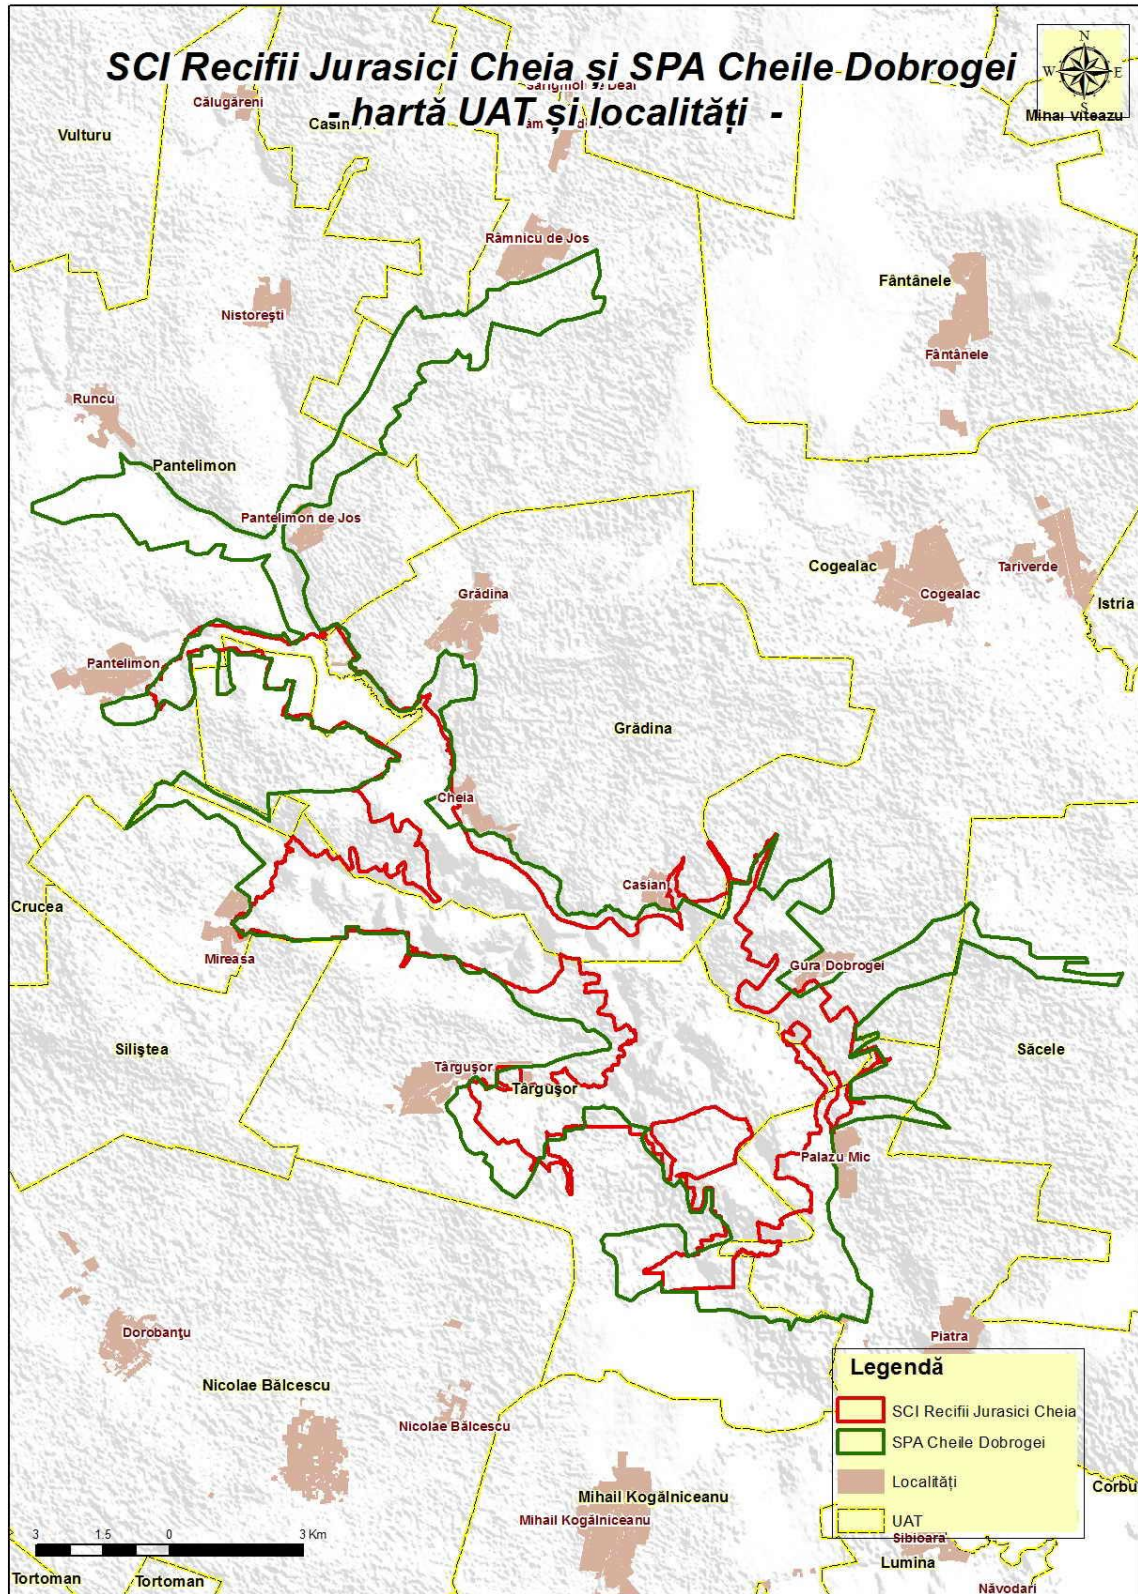 SCI Recifii Jurasici Cheia și SPA Cheile Dobrogei
- hartă UAT și localități -
N
W E
S
Călugăreni
Vulturu
Mihai Viteazu
Râmnicu de Jos
Fântânele
Nistorești
Fântânele
Runcu
Pantelimon
Pantelimon de Jos
Cogealac
Tariverde
Grădina
Cogealac
Istria
Pantelimon
Grădina
Cheia
Casian
Crucea
Mireasa
Gura Dobrogei
Siliștea
Săcele
Târgușor
Târgușor
Palazu Mic
Dorobanțu
Piatra
Legendă
Nicolae Bălcescu
SCI Recifii Jurasici Cheia
Nicolae Bălcescu
SPA Cheile Dobrogei
Localități
Corbu
Mihail Kogălniceanu
Mihail Kogălniceanu
UAT
3 1.5 0 3 Km
Sibioara
Lumina
Tortoman
Tortoman
Năvodari